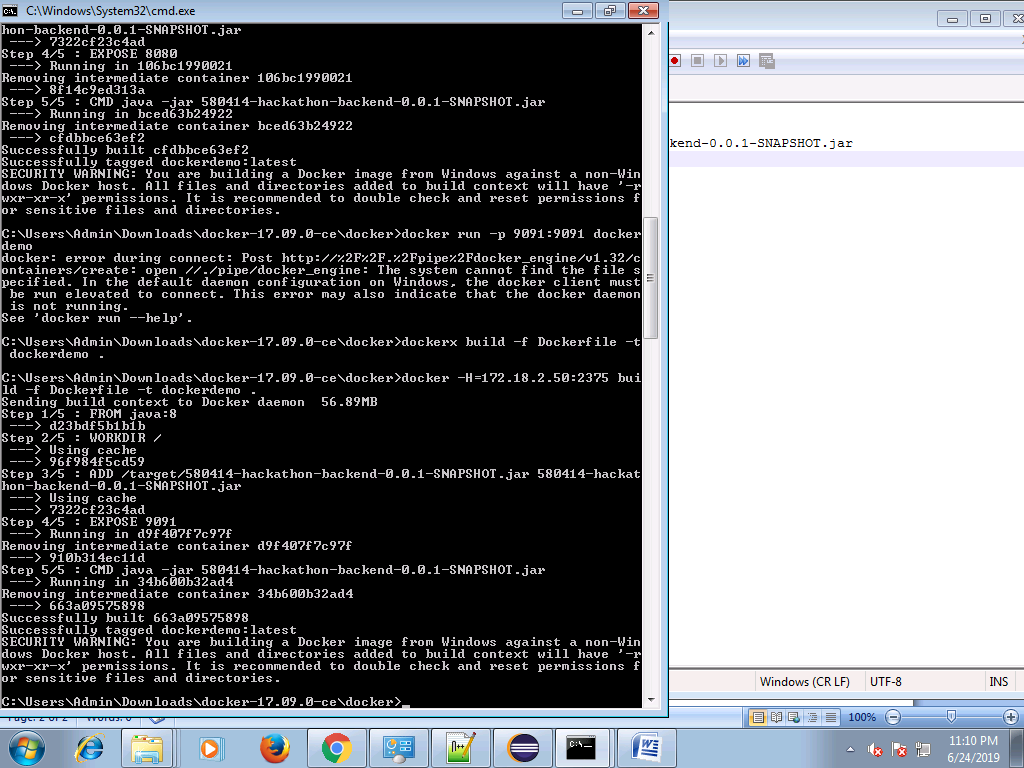 C:\Windows\System32\cmd.exe
hon-backend-0.0.1-SNAPSHOT.jar
 ---> 7322cf23c4ad
Step 4/5 : EXPOSE 8080
 ---> Running in 106bc1990021
Removing intermediate container 106bc1990021
 ---> 8f14c9ed313a
Step 5/5 : CMD java -jar 580414-hackathon-backend-0.0.1-SNAPSHOT.jar
 ---> Running in bced63b24922
Removing intermediate container bced63b24922
 ---> cfdbbce63ef2
Successfully built cfdbbce63ef2
Successfully tagged dockerdemo:latest
SECURITY WARNING: You are building a Docker image from Windows against a non-Win
dows Docker host. All files and directories added to build context will have '-r
wxr-xr-x' permissions. It is recommended to double check and reset permissions f
or sensitive files and directories.
C:\Users\Admin\Downloads\docker-17.09.0-ce\docker>docker run -p 9091:9091 docker
demo
docker: error during connect: Post http://%2F%2F.%2Fpipe%2Fdocker_engine/v1.32/c
ontainers/create: open //./pipe/docker_engine: The system cannot find the file s
pecified. In the default daemon configuration on Windows, the docker client must
 be run elevated to connect. This error may also indicate that the docker daemon
 is not running.
See 'docker run --help'.
C:\Users\Admin\Downloads\docker-17.09.0-ce\docker>dockerx build -f Dockerfile -t
 dockerdemo .
C:\Users\Admin\Downloads\docker-17.09.0-ce\docker>docker -H=172.18.2.50:2375 bui
ld -f Dockerfile -t dockerdemo .
Sending build context to Docker daemon  56.89MB
Step 1/5 : FROM java:8
 ---> d23bdf5b1b1b
Step 2/5 : WORKDIR /
 ---> Using cache
 ---> 96f984f5cd59
Step 3/5 : ADD /target/580414-hackathon-backend-0.0.1-SNAPSHOT.jar 580414-hackat
hon-backend-0.0.1-SNAPSHOT.jar
 ---> Using cache
 ---> 7322cf23c4ad
Step 4/5 : EXPOSE 9091
 ---> Running in d9f407f7c97f
Removing intermediate container d9f407f7c97f
 ---> 910b314ec11d
Step 5/5 : CMD java -jar 580414-hackathon-backend-0.0.1-SNAPSHOT.jar
 ---> Running in 34b600b32ad4
Removing intermediate container 34b600b32ad4
 ---> 663a09575898
Successfully built 663a09575898
Successfully tagged dockerdemo:latest
SECURITY WARNING: You are building a Docker image from Windows against a non-Win
dows Docker host. All files and directories added to build context will have '-r
wxr-xr-x' permissions. It is recommended to double check and reset permissions f
or sensitive files and directories.
C:\Users\Admin\Downloads\docker-17.09.0-ce\docker>_
kend-0.0.1-SNAPSHOT.jar
Windows (CR LF) UTF-8 INS
Page: 2 of 2 Words: 0
100%
C:\_
11:10 PM
6/24/2019